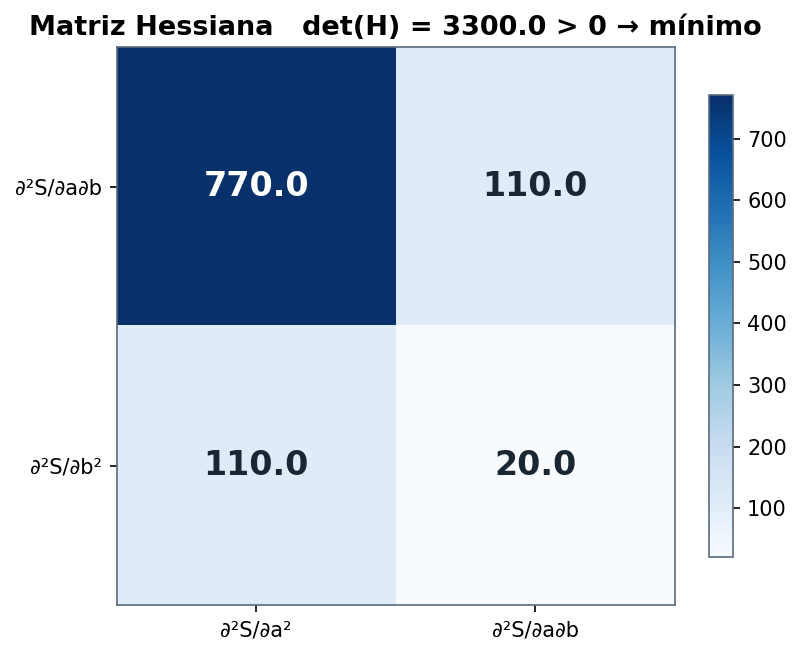 Matriz Hessiana   det(H) = 3300.0 > 0 → mínimo
∂²S/∂a∂b
770.0
110.0
∂²S/∂b²
110.0
20.0
∂²S/∂a²
∂²S/∂a∂b
700
600
500
400
300
200
100